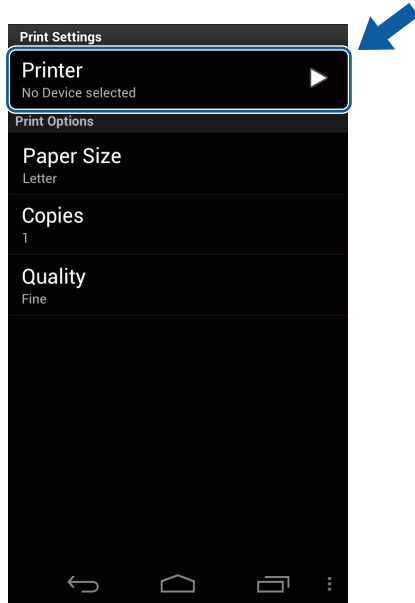 Print Settings
Printer
No Device selected
Print Options
Paper Size
Letter
Copies
1
Quality
Fine